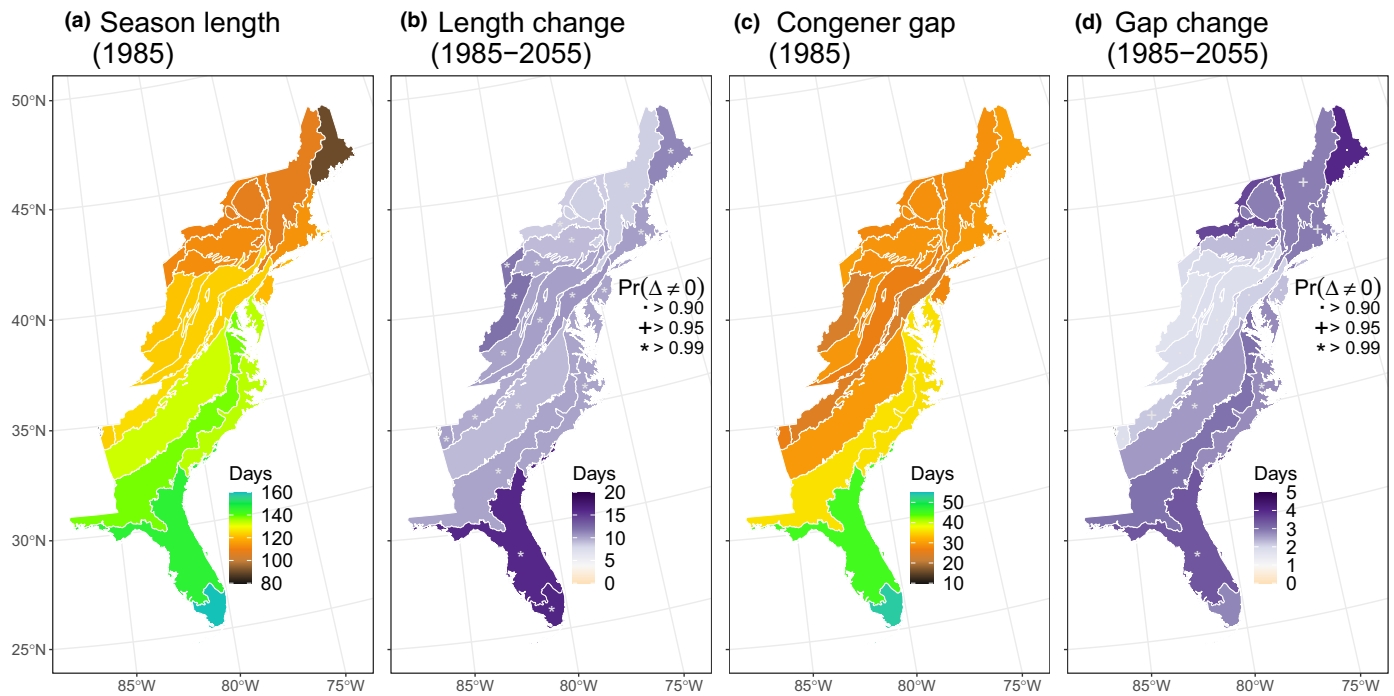 (a) Season length
(1985)
(b) Length change
(1985−2055)
(c) Congener gap
(1985)
(d) Gap change
(1985−2055)
50°N
45°N
40°N
35°N
30°N
25°N
Days
160
140
120
100
80
85°W 80°W 75°W
Pr(Δ ≠ 0)
· > 0.90
+ > 0.95
* > 0.99
Days
20
15
10
5
0
85°W 80°W 75°W
Days
50
40
30
20
10
85°W 80°W 75°W
Pr(Δ ≠ 0)
· > 0.90
+ > 0.95
* > 0.99
Days
5
4
3
2
1
0
85°W 80°W 75°W